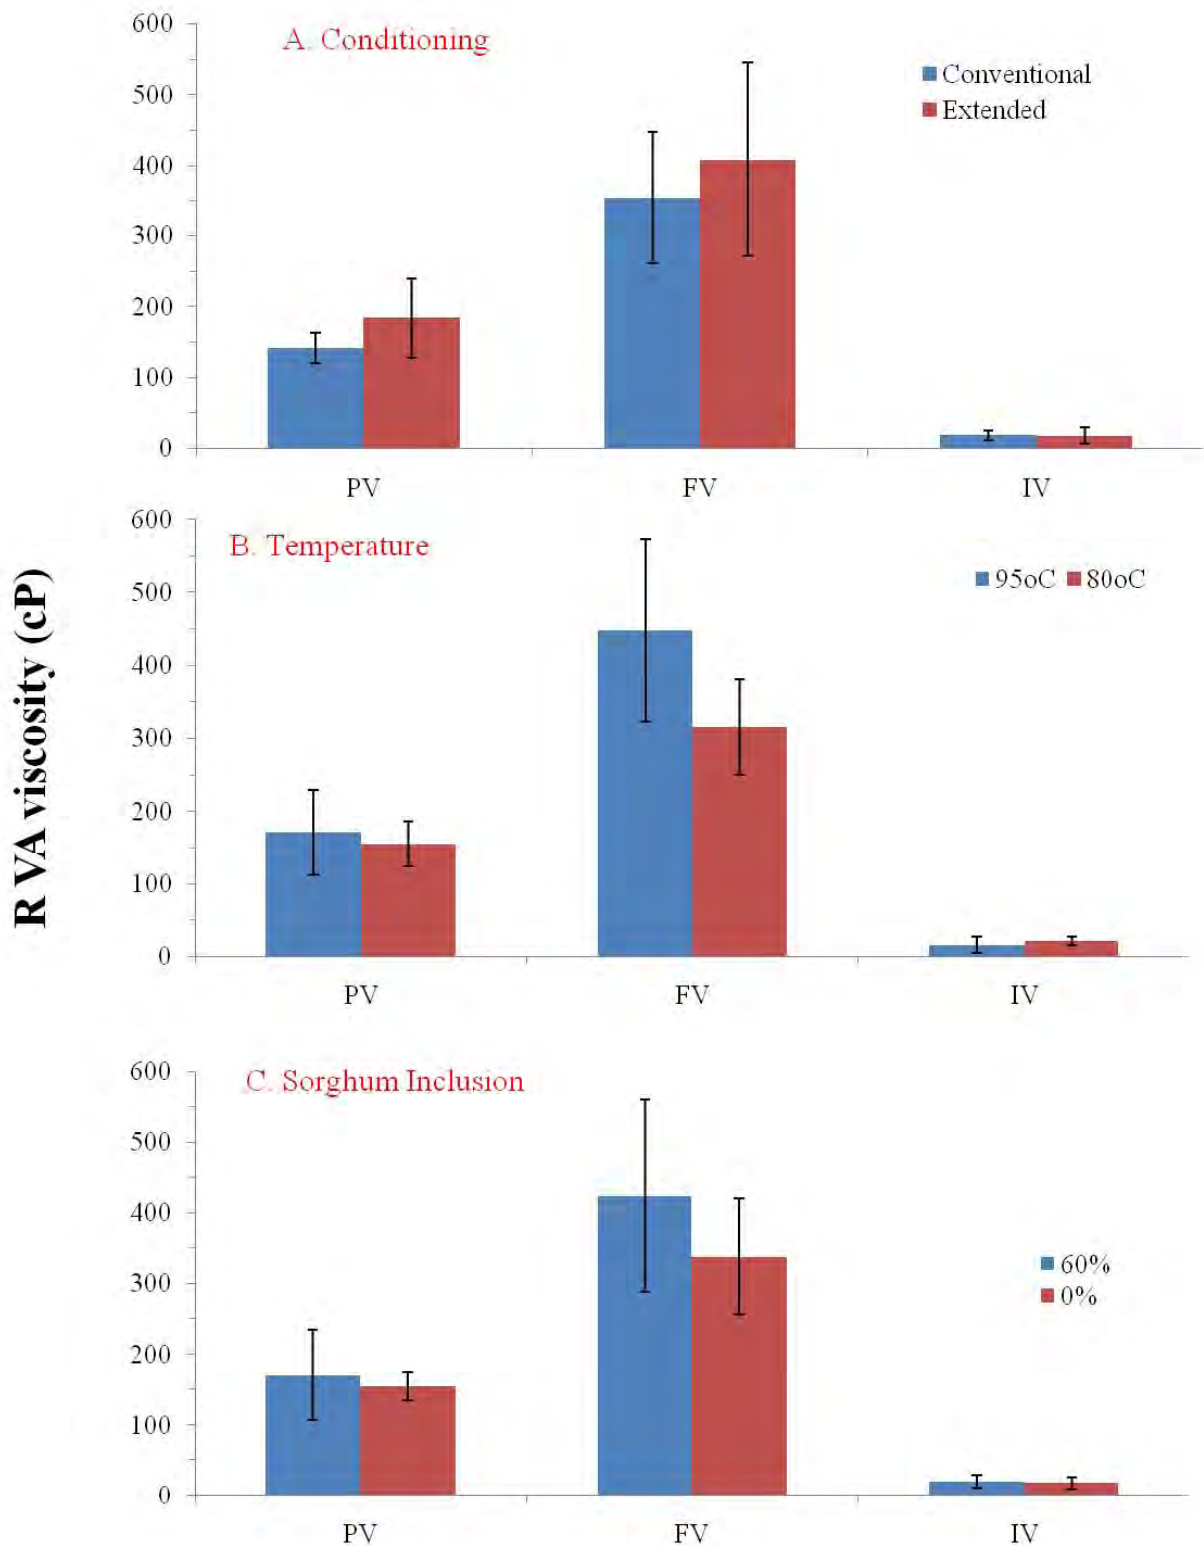 R VA viscosity (cP)
A. Conditioning
Conventional
Extended
600
500
400
300
200
100
0
PV FV IV
B. Temperature
95oC 80oC
600
500
400
300
200
100
0
PV FV IV
C. Sorghum Inclusion
60%
0%
600
500
400
300
200
100
0
PV FV IV